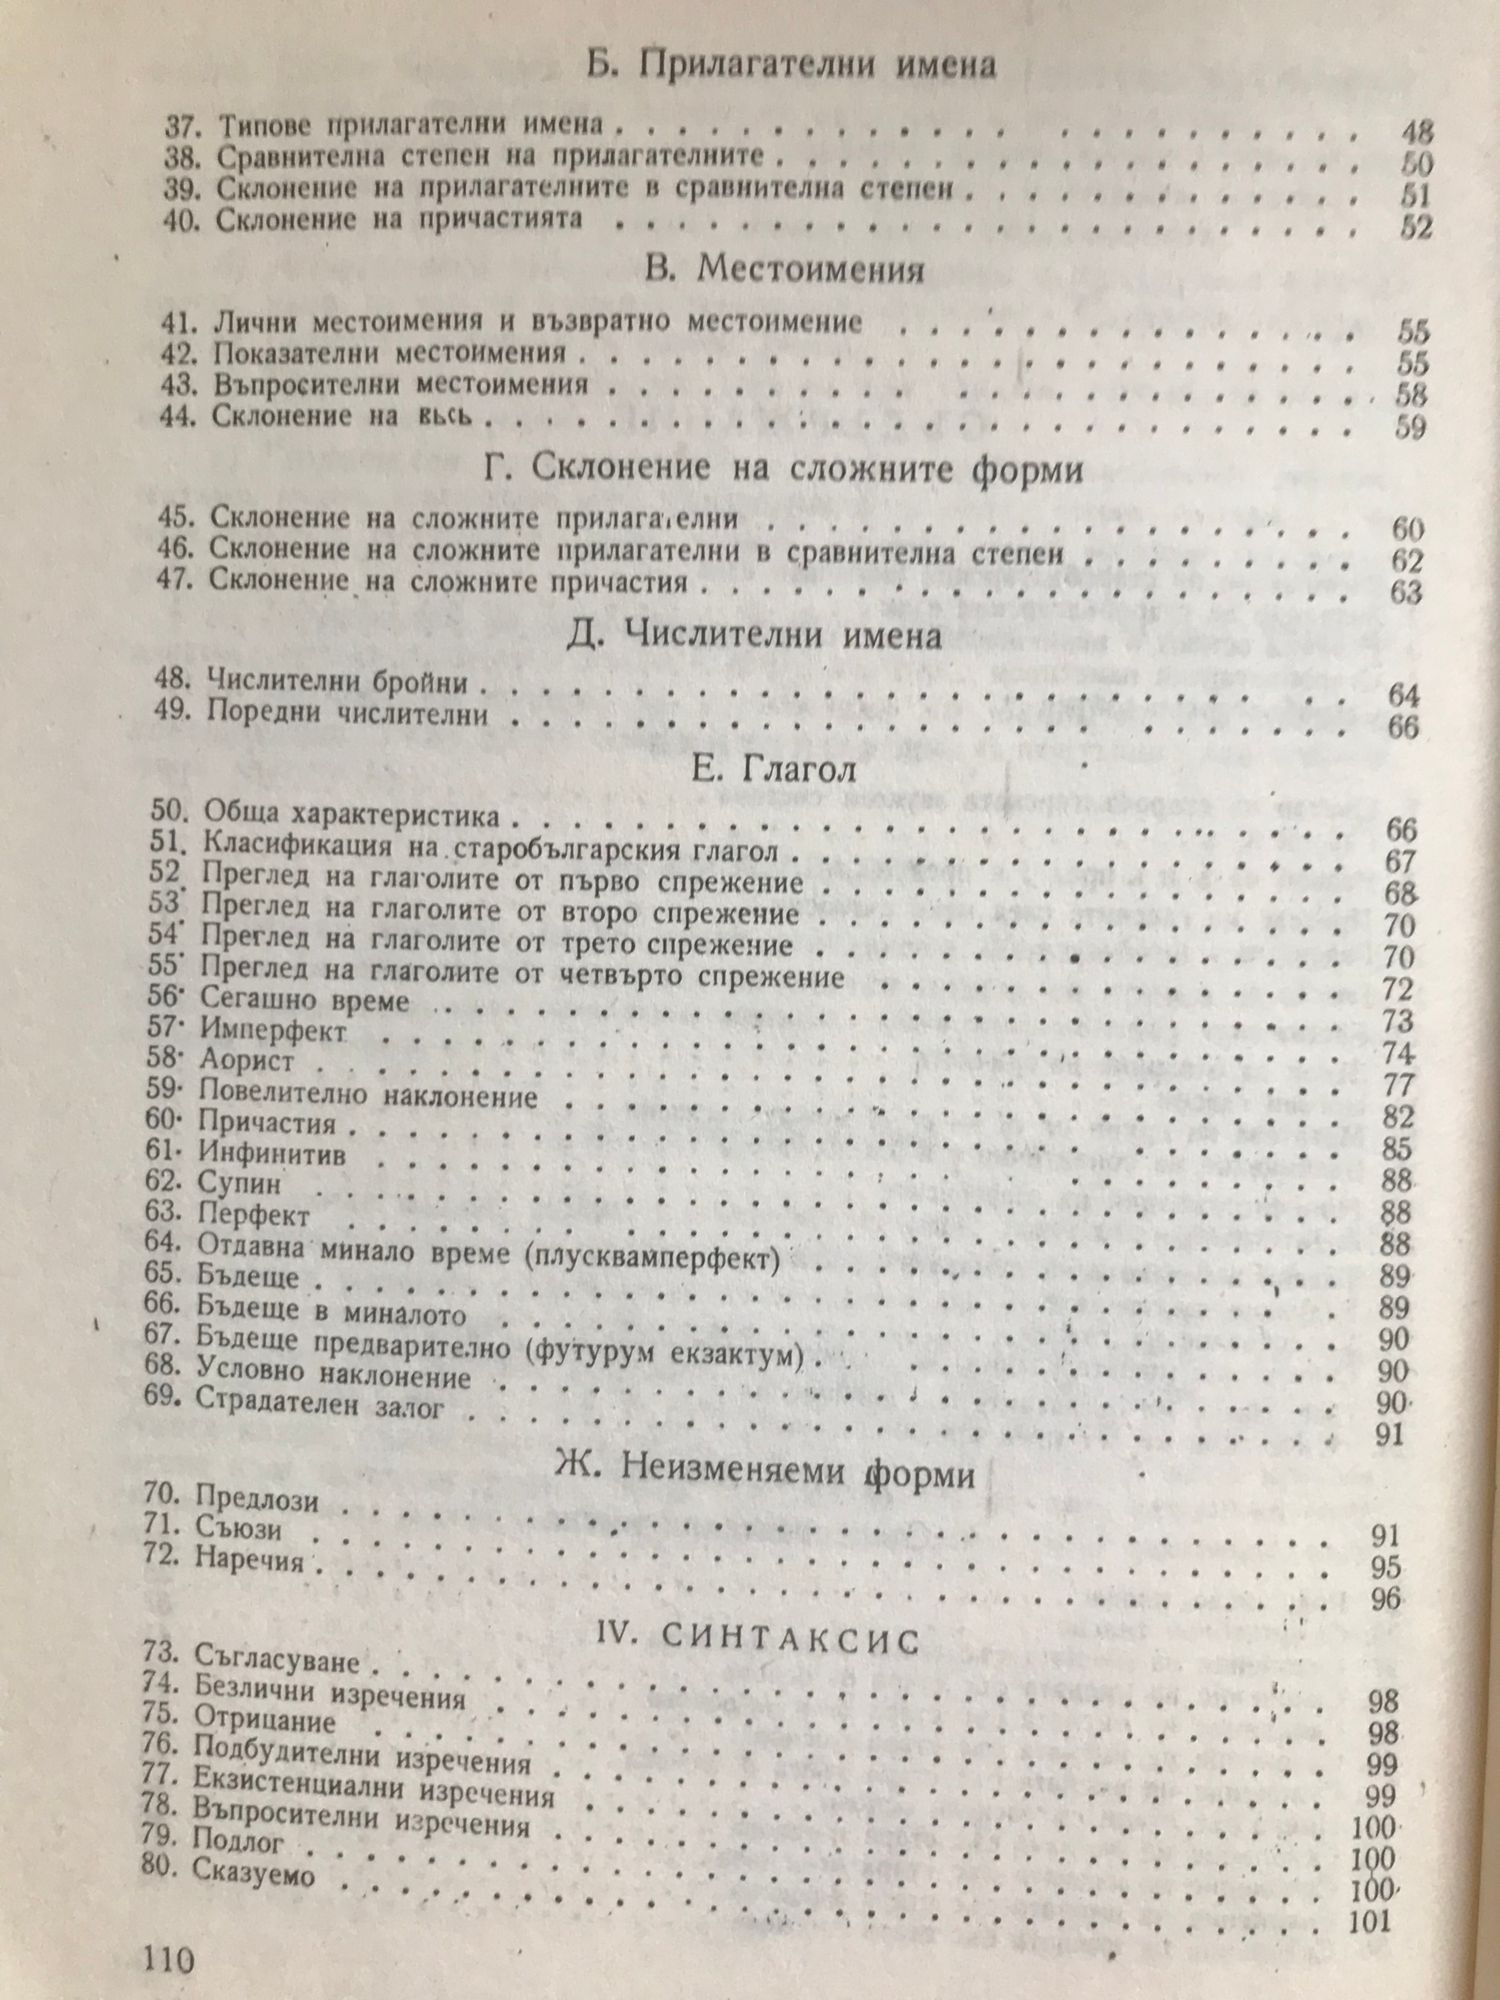 Б. Прилагателни имена
37. Типове прилагателни имена . . . . . . . . . . . . . . . . . . . . . . 48
38. Сравнителна степен на прилагателните . . . . . . . . . . . . . . . . . . 50
39. Склонение на прилагателните в сравнителна степен . . . . . . . . . . . . 51
40. Склонение на причастията . . . . . . . . . . . . . . . . . . . . . . . 52
В. Местоимения
41. Лични местоимения и възвратно местоимение . . . . . . . . . . . . . . . 55
42. Показателни местоимения . . . . . . . . . . . . . . . . . . . . . . . . 55
43. Въпросителни местоимения . . . . . . . . . . . . . . . . . . . . . . . 58
44. Склонение на вьсь . . . . . . . . . . . . . . . . . . . . . . . . . . . 59
Г. Склонение на сложните форми
45. Склонение на сложните прилагателни . . . . . . . . . . . . . . . . . . . 60
46. Склонение на сложните прилагателни в сравнителна степен . . . . . . . . . 62
47. Склонение на сложните причастия . . . . . . . . . . . . . . . . . . . . 63
Д. Числителни имена
48. Числителни бройни . . . . . . . . . . . . . . . . . . . . . . . . . . . 64
49. Поредни числителни . . . . . . . . . . . . . . . . . . . . . . . . . . 66
Е. Глагол
50. Обща характеристика . . . . . . . . . . . . . . . . . . . . . . . . . . 66
51. Класификация на старобългарския глагол . . . . . . . . . . . . . . . . . 67
52. Преглед на глаголите от първо спрежение . . . . . . . . . . . . . . . . . 68
53. Преглед на глаголите от второ спрежение . . . . . . . . . . . . . . . . . 70
54. Преглед на глаголите от трето спрежение . . . . . . . . . . . . . . . . . 70
55. Преглед на глаголите от четвърто спрежение . . . . . . . . . . . . . . . 72
56. Сегашно време . . . . . . . . . . . . . . . . . . . . . . . . . . . . . 73
57. Имперфект . . . . . . . . . . . . . . . . . . . . . . . . . . . . . . . 74
58. Аорист . . . . . . . . . . . . . . . . . . . . . . . . . . . . . . . . 77
59. Повелително наклонение . . . . . . . . . . . . . . . . . . . . . . . . . 82
60. Причастия . . . . . . . . . . . . . . . . . . . . . . . . . . . . . . . 85
61. Инфинитив . . . . . . . . . . . . . . . . . . . . . . . . . . . . . . . 88
62. Супин . . . . . . . . . . . . . . . . . . . . . . . . . . . . . . . . . 88
63. Перфект . . . . . . . . . . . . . . . . . . . . . . . . . . . . . . . . 88
64. Отдавна минало време (плусквамперфект) . . . . . . . . . . . . . . . . . 89
65. Бъдеще . . . . . . . . . . . . . . . . . . . . . . . . . . . . . . . . 89
66. Бъдеще в миналото . . . . . . . . . . . . . . . . . . . . . . . . . . . 90
67. Бъдеще предварително (футурум екзактум) . . . . . . . . . . . . . . . . 90
68. Условно наклонение . . . . . . . . . . . . . . . . . . . . . . . . . . 90
69. Страдателен залог . . . . . . . . . . . . . . . . . . . . . . . . . . . 91
Ж. Неизменяеми форми
70. Предлози . . . . . . . . . . . . . . . . . . . . . . . . . . . . . . . 91
71. Съюзи . . . . . . . . . . . . . . . . . . . . . . . . . . . . . . . . . 95
72. Наречия . . . . . . . . . . . . . . . . . . . . . . . . . . . . . . . . 96
IV. СИНТАКСИС
73. Съгласуване . . . . . . . . . . . . . . . . . . . . . . . . . . . . . . 98
74. Безлични изречения . . . . . . . . . . . . . . . . . . . . . . . . . . 98
75. Отрицание . . . . . . . . . . . . . . . . . . . . . . . . . . . . . . . 99
76. Подбудителни изречения . . . . . . . . . . . . . . . . . . . . . . . . . 99
77. Екзистенциални изречения . . . . . . . . . . . . . . . . . . . . . . . 100
78. Въпросителни изречения . . . . . . . . . . . . . . . . . . . . . . . . 100
79. Подлог . . . . . . . . . . . . . . . . . . . . . . . . . . . . . . . . 100
80. Сказуемо . . . . . . . . . . . . . . . . . . . . . . . . . . . . . . . 101
110